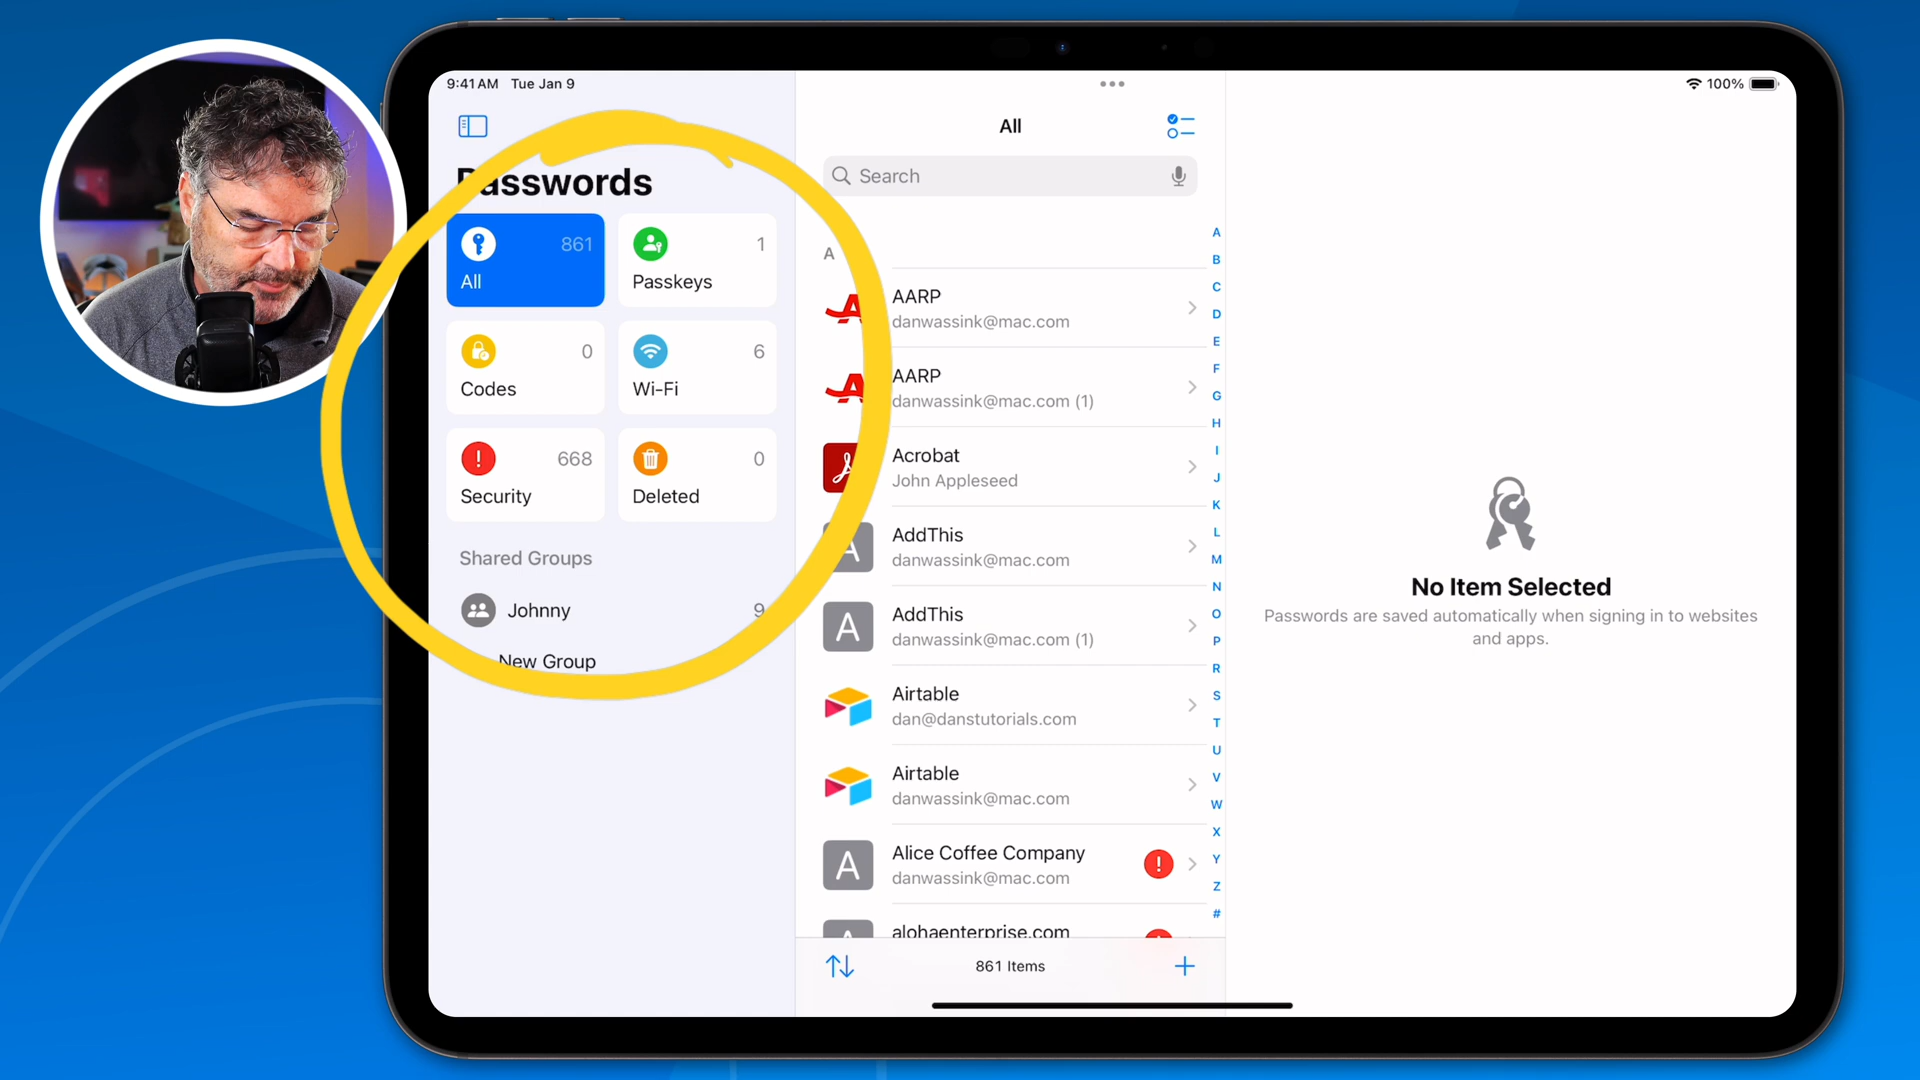 9:41 AM Tue Jan 9
100%
Passwords
861
All
1
Passkeys
0
Codes
6
Wi-Fi
668
Security
0
Deleted
Shared Groups
Johnny 9
New Group
All
Search
A
AARP
danwassink@mac.com
AARP
danwassink@mac.com (1)
Acrobat
John Appleseed
A
AddThis
danwassink@mac.com
A
AddThis
danwassink@mac.com (1)
Airtable
dan@danstutorials.com
Airtable
danwassink@mac.com
A
Alice Coffee Company
danwassink@mac.com
!
alohaenterprise.com
861 Items
A
B
C
D
E
F
G
H
I
J
K
L
M
N
O
P
R
S
T
U
V
W
X
Y
Z
#
No Item Selected
Passwords are saved automatically when signing in to websites
and apps.